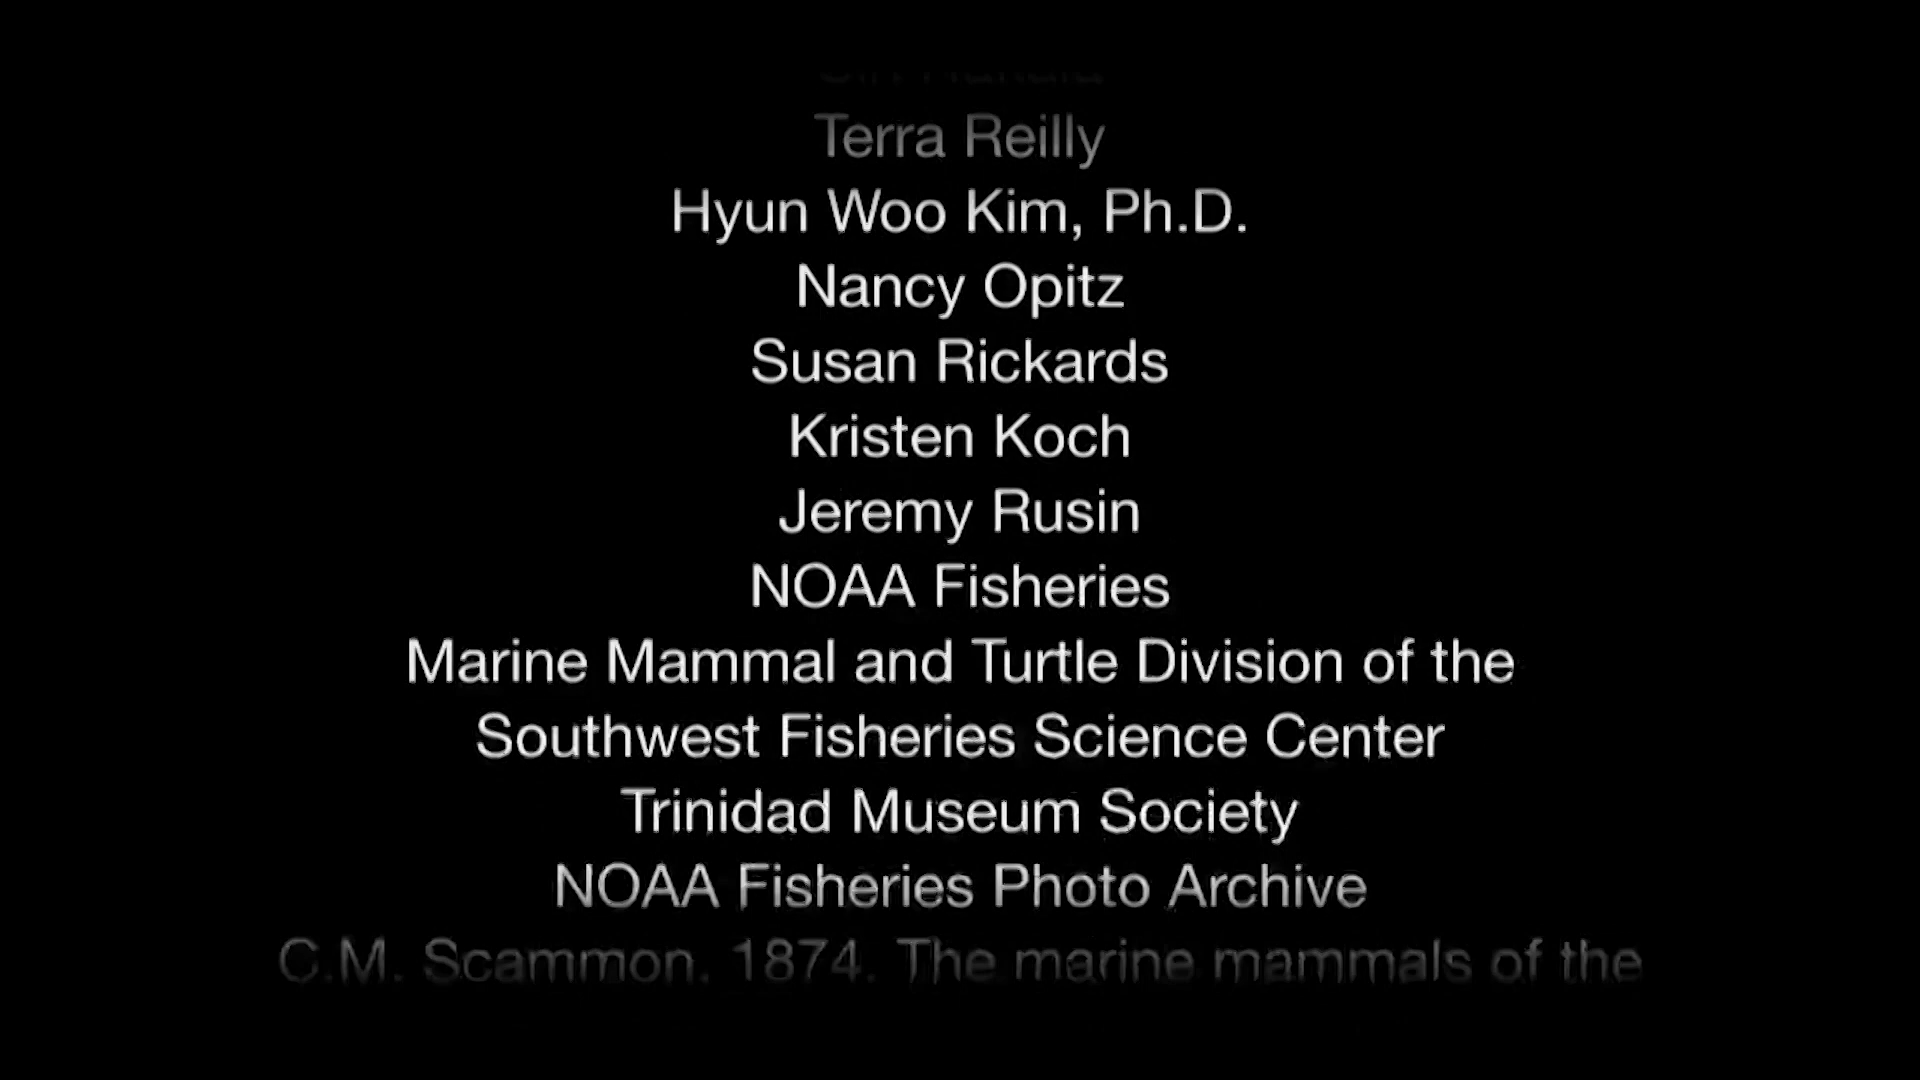 Terra Reilly
Hyun Woo Kim, Ph.D.
Nancy Opitz
Susan Rickards
Kristen Koch
Jeremy Rusin
NOAA Fisheries
Marine Mammal and Turtle Division of the
Southwest Fisheries Science Center
Trinidad Museum Society
NOAA Fisheries Photo Archive
C.M. Scammon. 1874. The marine mammals of the